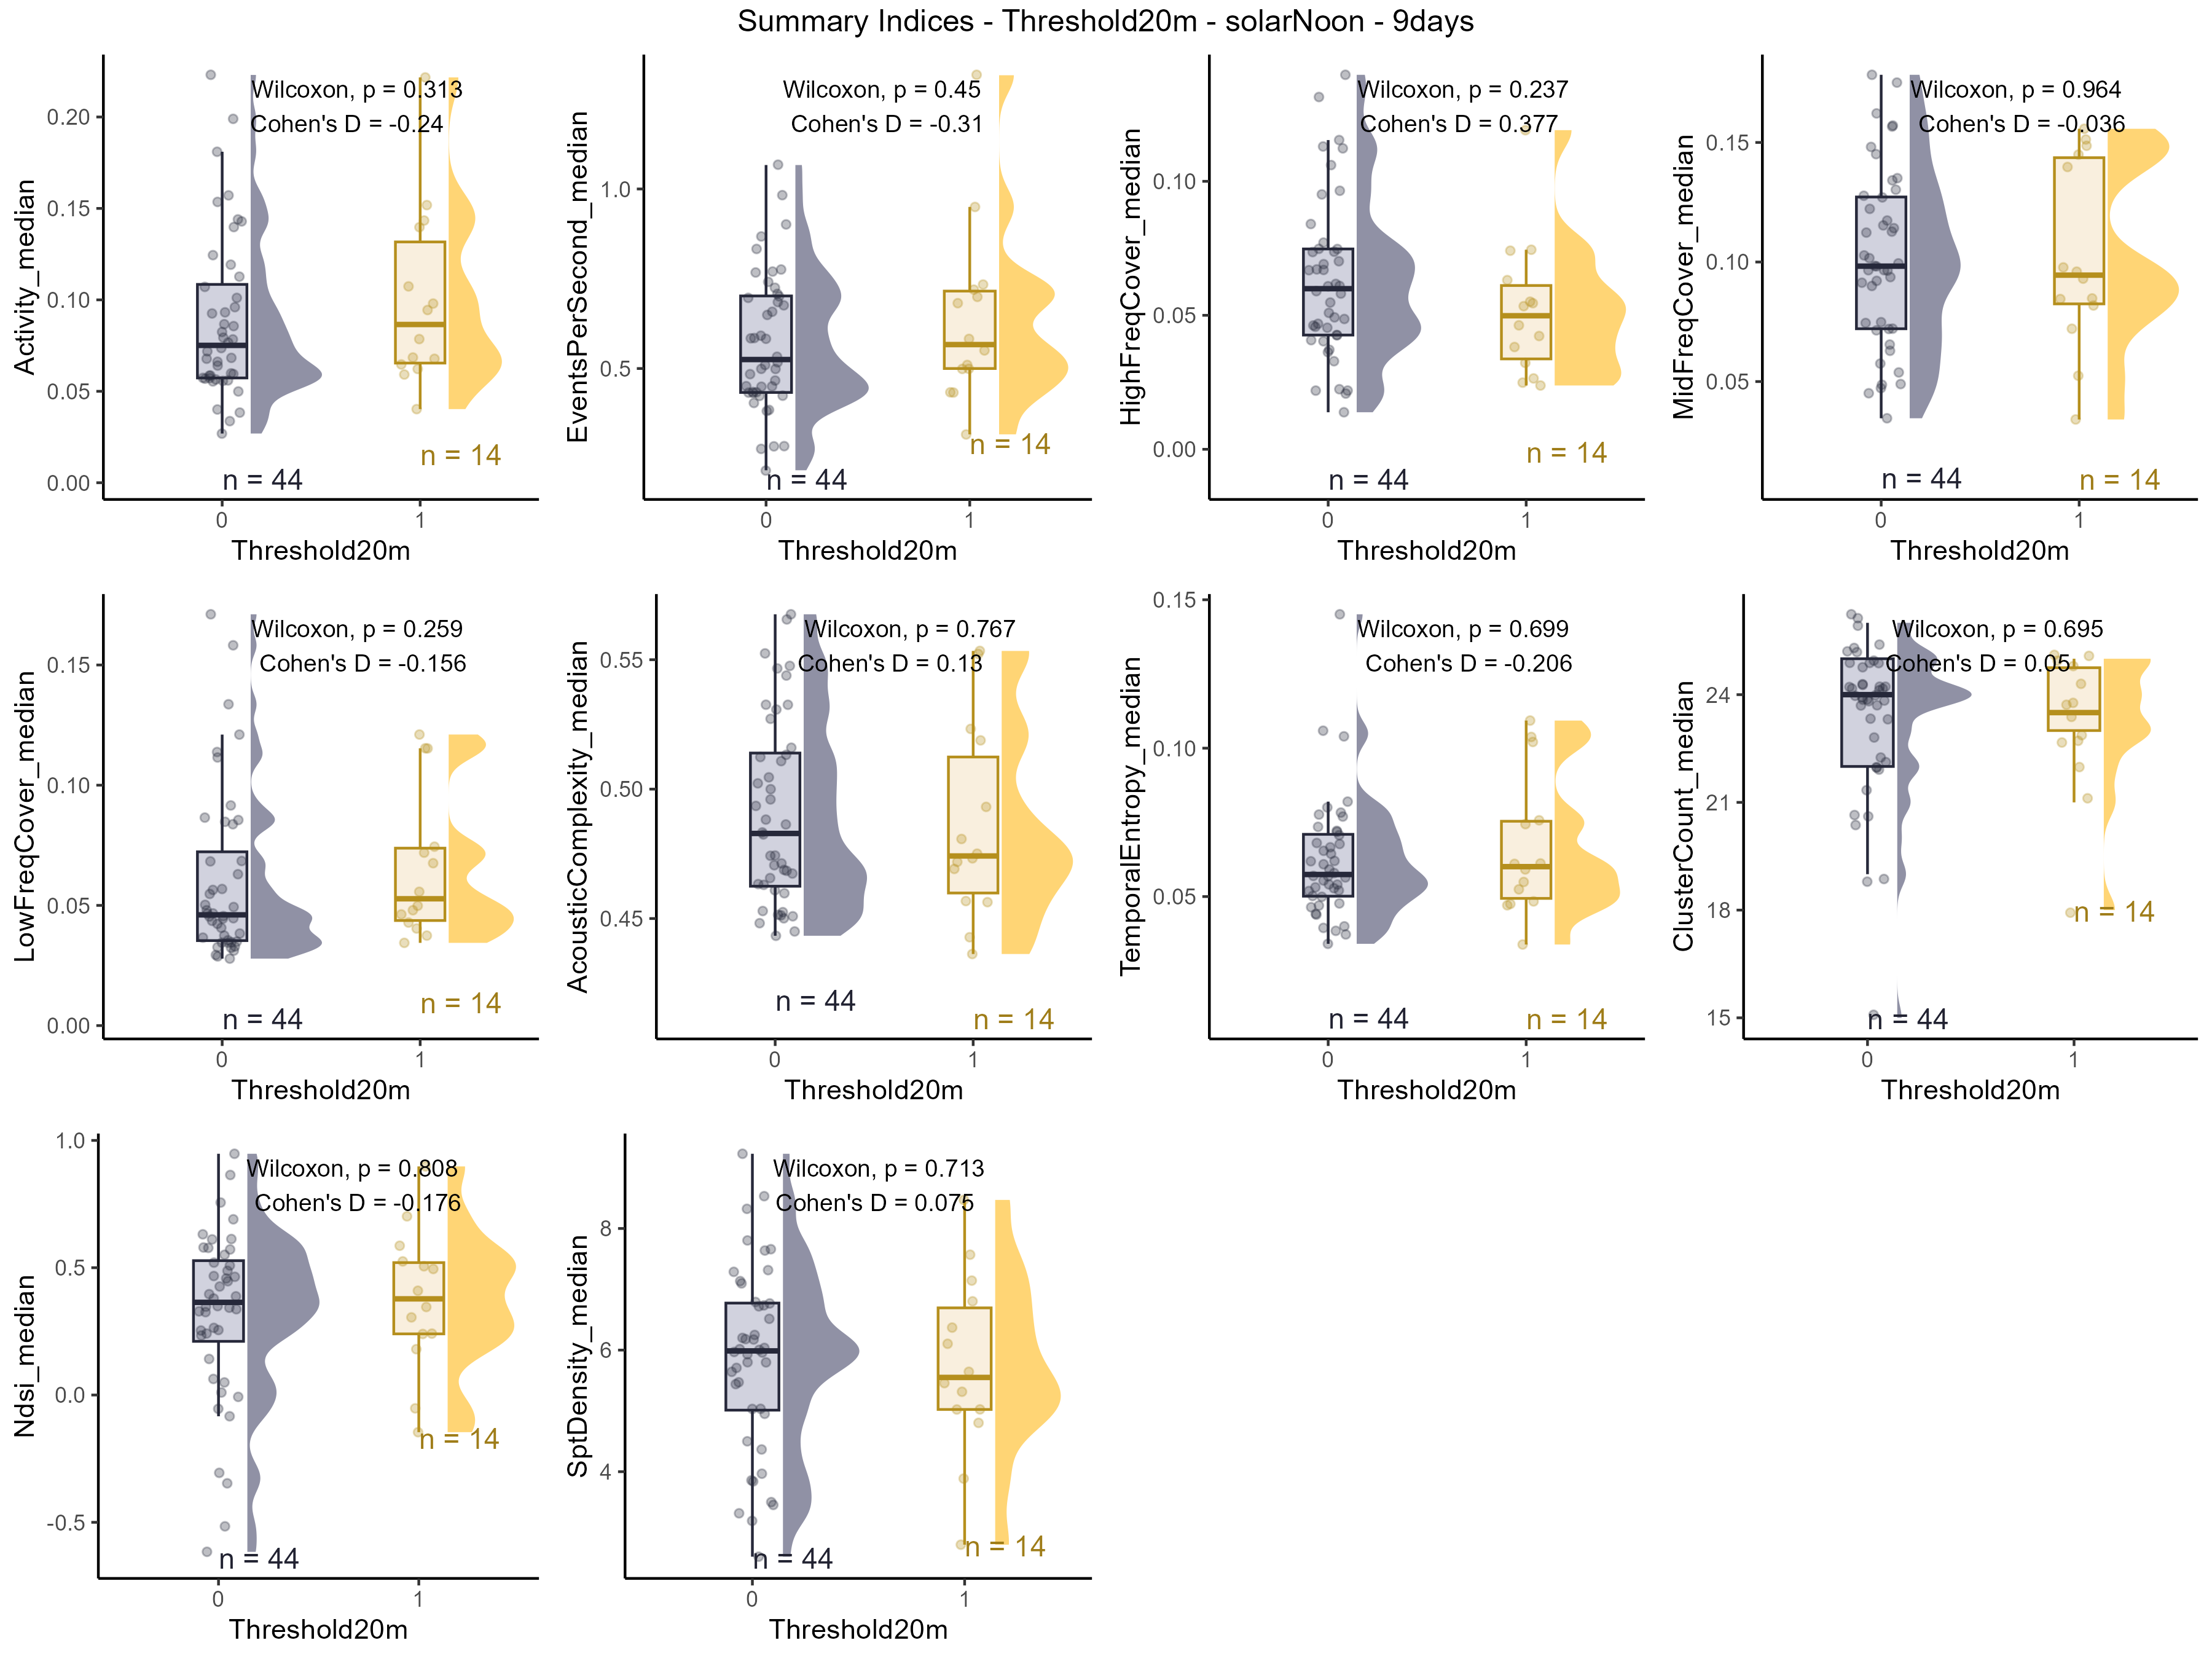 Summary Indices - Threshold20m - solarNoon - 9days
Activity_median
0.20
0.15
0.10
0.05
0.00
Wilcoxon, p = 0.313
Cohen's D = -0.24
n = 44
n = 14
0
1
Threshold20m
EventsPerSecond_median
1.0
0.5
Wilcoxon, p = 0.45
Cohen's D = -0.31
n = 44
n = 14
0
1
Threshold20m
HighFreqCover_median
0.10
0.05
0.00
Wilcoxon, p = 0.237
Cohen's D = 0.377
n = 44
n = 14
0
1
Threshold20m
MidFreqCover_median
0.15
0.10
0.05
Wilcoxon, p = 0.964
Cohen's D = -0.036
n = 44
n = 14
0
1
Threshold20m
LowFreqCover_median
0.15
0.10
0.05
0.00
Wilcoxon, p = 0.259
Cohen's D = -0.156
n = 44
n = 14
0
1
Threshold20m
AcousticComplexity_median
0.55
0.50
0.45
Wilcoxon, p = 0.767
Cohen's D = 0.13
n = 44
n = 14
0
1
Threshold20m
TemporalEntropy_median
0.15
0.10
0.05
Wilcoxon, p = 0.699
Cohen's D = -0.206
n = 44
n = 14
0
1
Threshold20m
ClusterCount_median
24
21
18
15
Wilcoxon, p = 0.695
Cohen's D = 0.05
n = 44
n = 14
0
1
Threshold20m
Ndsi_median
1.0
0.5
0.0
-0.5
Wilcoxon, p = 0.808
Cohen's D = -0.176
n = 44
n = 14
0
1
Threshold20m
SptDensity_median
8
6
4
Wilcoxon, p = 0.713
Cohen's D = 0.075
n = 44
n = 14
0
1
Threshold20m